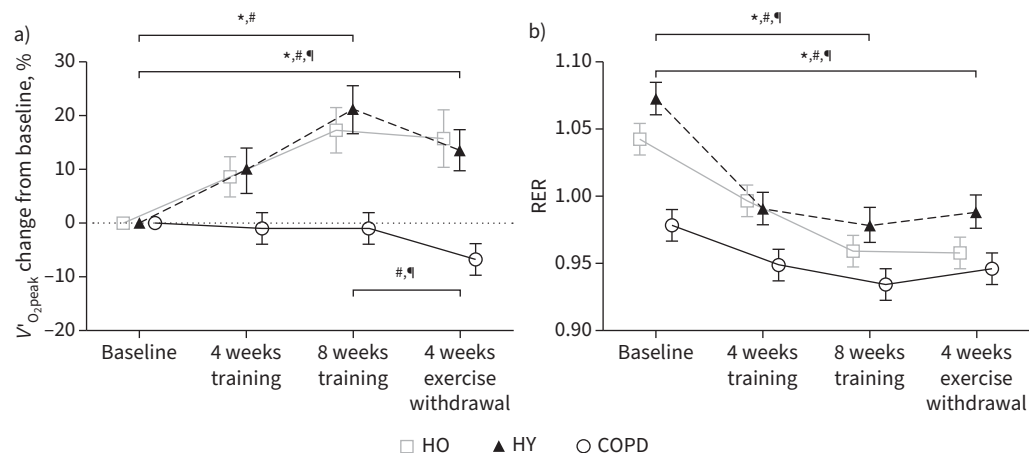 a)
*,#
*,#,¶
30
20
10
0
–10
–20
V'O2peak change from baseline, %
#,¶
Baseline
4 weeks
training
8 weeks
training
4 weeks
exercise
withdrawal
b)
*,#,¶
*,#,¶
1.10
1.05
1.00
0.95
0.90
RER
Baseline
4 weeks
training
8 weeks
training
4 weeks
exercise
withdrawal
HO HY COPD